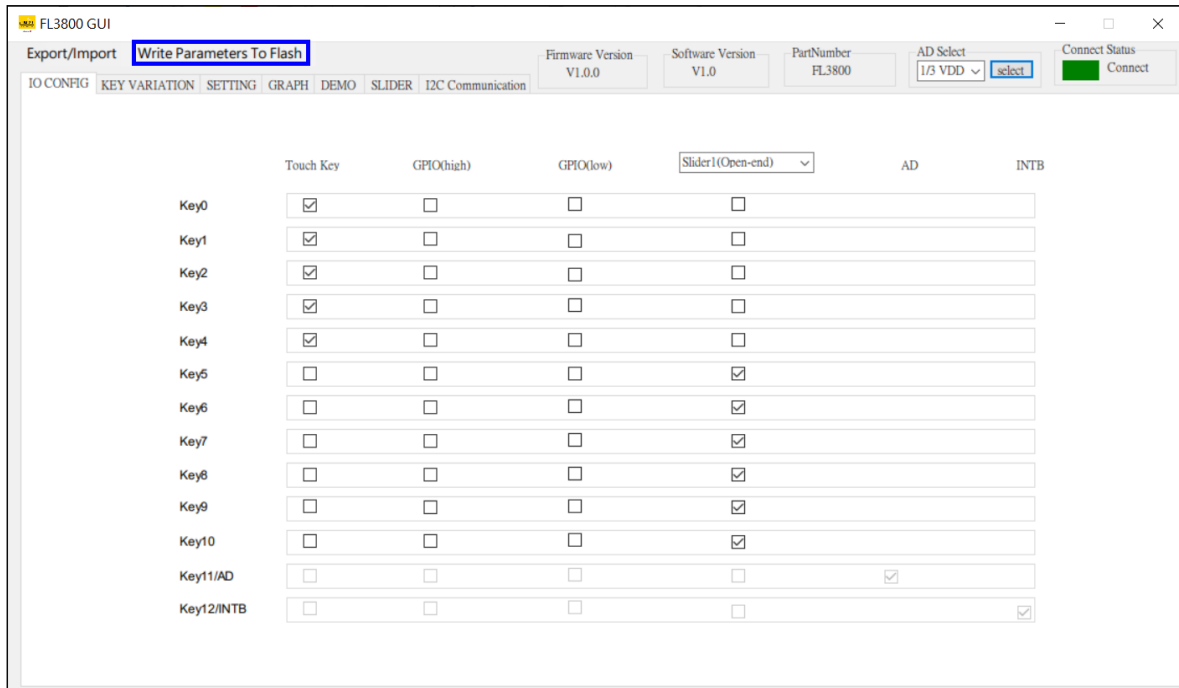 FL3800 GUI
Export/Import Write Parameters To Flash
Firmware Version
V1.0.0
Software Version
V1.0
PartNumber
FL3800
AD Select
1/3 VDD select
Connect Status
Connect
IO CONFIG KEY VARIATION SETTING GRAPH DEMO SLIDER I2C Communication
Touch Key GPIO(high) GPIO(low) Slider1(Open-end) AD INTB
Key0
Key1
Key2
Key3
Key4
Key5
Key6
Key7
Key8
Key9
Key10
Key11/AD
Key12/INTB